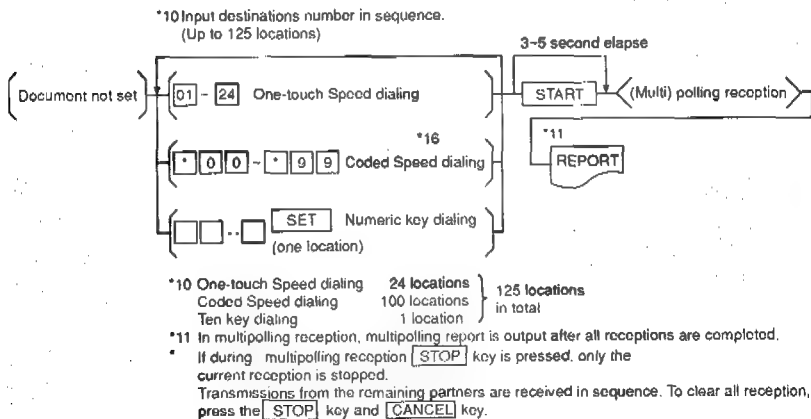 *10 Input destinations number in sequence.
(Up to 125 locations)
3~5 second elapse
(Document not set) 01 ~ 24 One-touch Speed dialing START (Multi) polling reception
*16
*11
* 0 0 ~ * 9 9 Coded Speed dialing REPORT
SET Numeric key dialing
(one location)
*10 One-touch Speed dialing 24 locations
Coded Speed dialing 100 locations
Ten key dialing 1 location
125 locations
in total
*11 In multipolling reception, multipolling report is output after all receptions are completed.
* If during multipolling reception STOP key is pressed, only the
current reception is stopped.
Transmissions from the remaining partners are received in sequence. To clear all reception,
press the STOP key and CANCEL key.